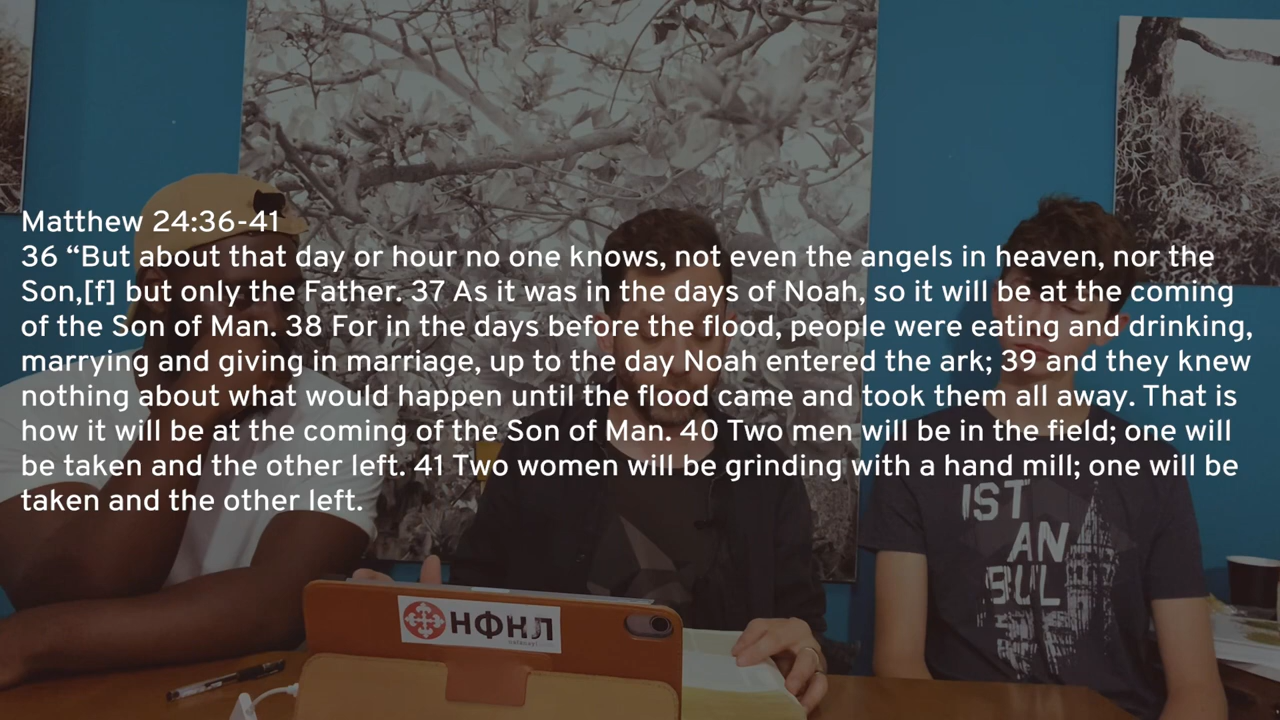 Matthew 24:36-41
36 “But about that day or hour no one knows, not even the angels in heaven, nor the
Son,[f] but only the Father. 37 As it was in the days of Noah, so it will be at the coming
of the Son of Man. 38 For in the days before the flood, people were eating and drinking,
marrying and giving in marriage, up to the day Noah entered the ark; 39 and they knew
nothing about what would happen until the flood came and took them all away. That is
how it will be at the coming of the Son of Man. 40 Two men will be in the field; one will
be taken and the other left. 41 Two women will be grinding with a hand mill; one will be
taken and the other left.
IST
AN
BUL
НФКЛ